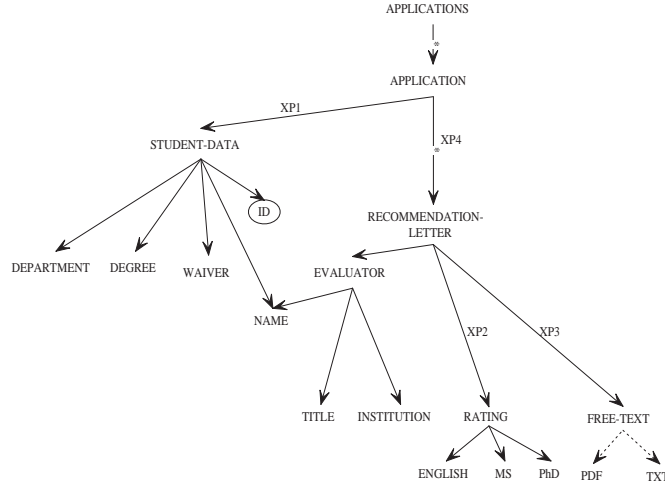 APPLICATIONS
*
APPLICATION
XP1
XP4
*
STUDENT-DATA
ID
RECOMMENDATION-
LETTER
DEPARTMENT
DEGREE
WAIVER
EVALUATOR
NAME
XP2
XP3
TITLE
INSTITUTION
RATING
FREE-TEXT
ENGLISH
MS
PhD
PDF
TXT